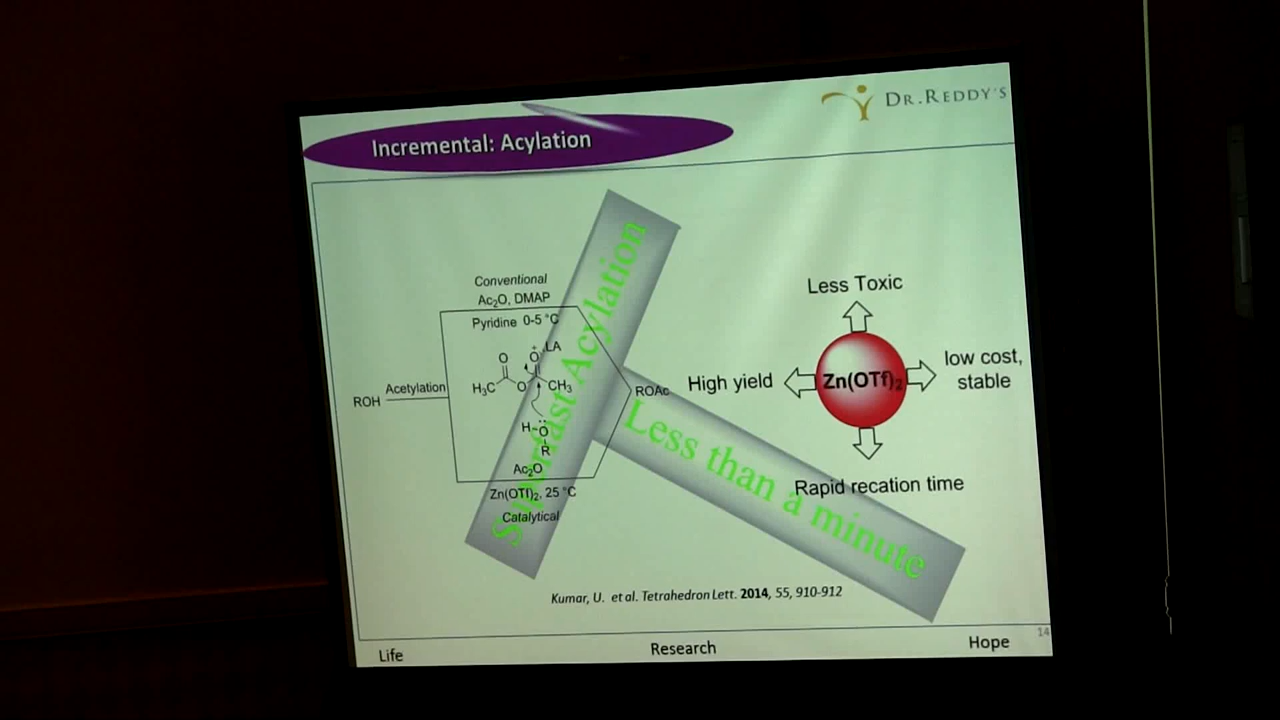 DR.REDDY'S
Incremental: Acylation
Superfast Acylation
Less than a minute
Conventional
Ac2O, DMAP
Pyridine 0-5 °C
LA
O
O
H3C
O
CH3
H-O
R
Ac2O
Zn(OTf)2, 25 °C
Catalytical
ROH
Acetylation
ROAc
Less Toxic
High yield
Zn(OTf)2
low cost,
stable
Rapid recation time
Kumar, U. et al. Tetrahedron Lett. 2014, 55, 910-912
Life
Research
Hope
14